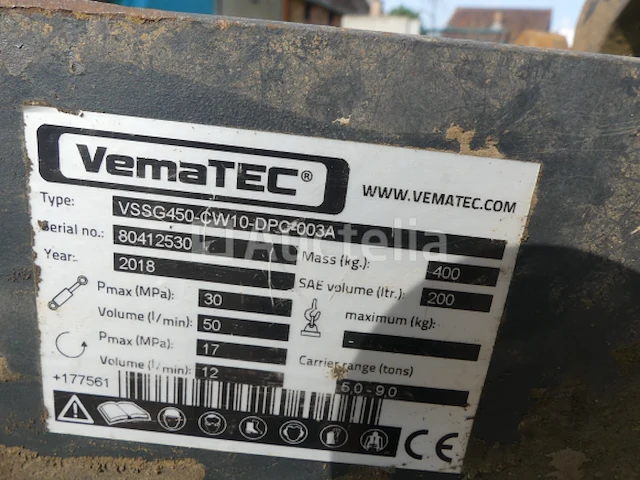 VemaTEC®
WWW.VEMATEC.COM
Type: VSSG450-CW10-DPC-003A
Serial no.: 80412530
Year: 2018
Mass (kg.): 400
SAE volume (ltr.): 200
Pmax (MPa): 30
Volume (l/min): 50
maximum (kg): -
Pmax (MPa): 17
Volume (l/min): 12
Carrier range (tons)
5.0 - 9.0
+177561
CE
Auctelia